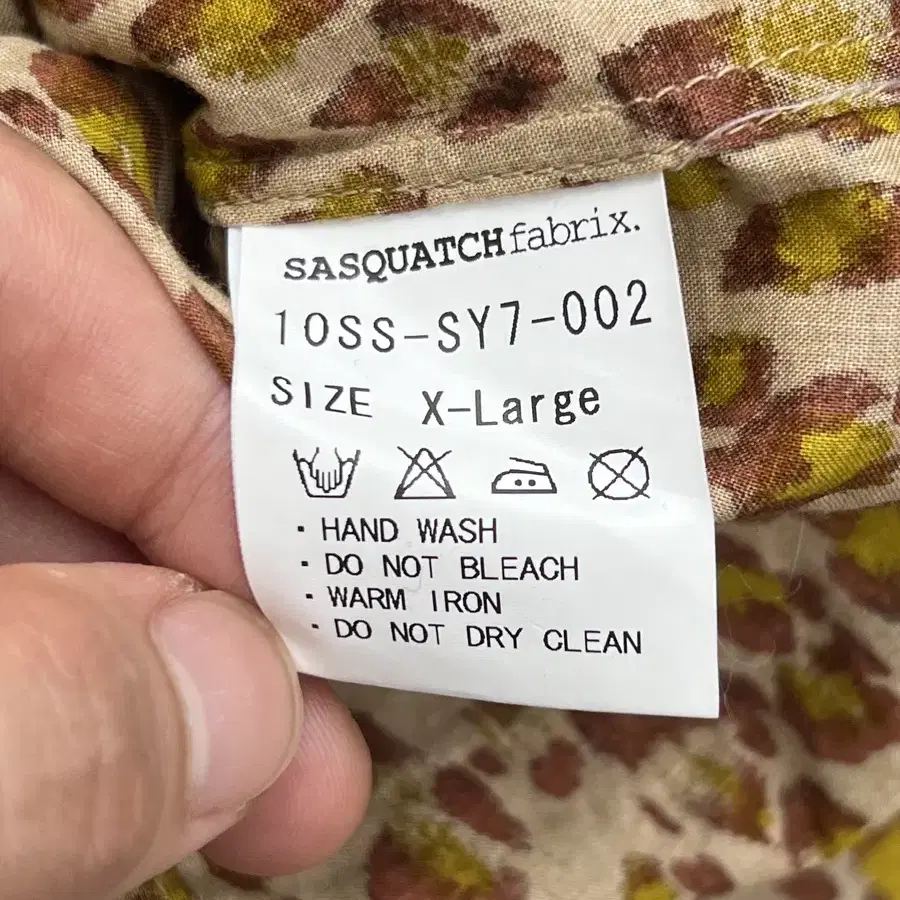 SASQUATCHfabrix.
10SS-SY7-002
SIZE X-Large
· HAND WASH
· DO NOT BLEACH
· WARM IRON
· DO NOT DRY CLEAN